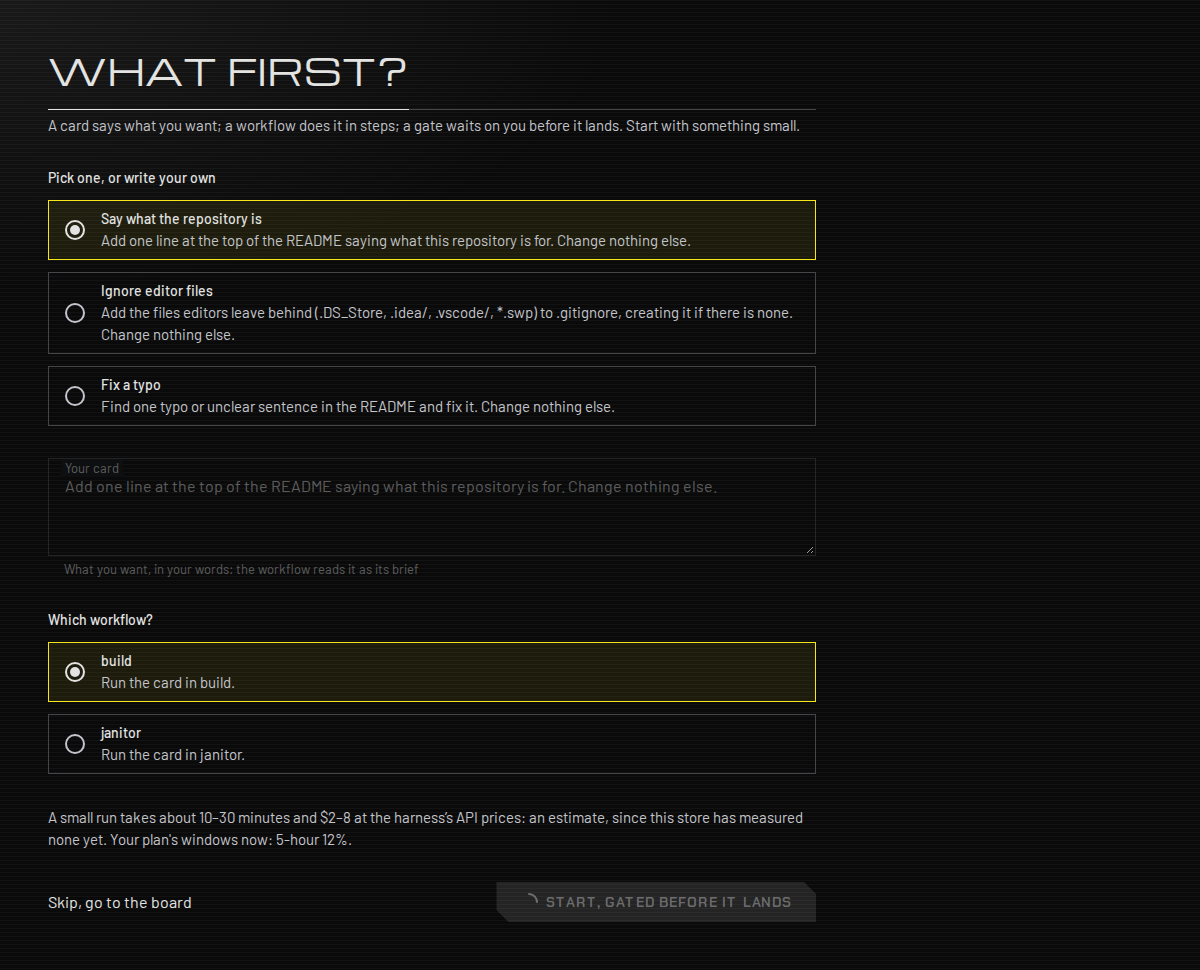 WHAT FIRST?
A card says what you want; a workflow does it in steps; a gate waits on you before it lands. Start with something small.
Pick one, or write your own
Say what the repository is
Add one line at the top of the README saying what this repository is for. Change nothing else.
Ignore editor files
Add the files editors leave behind (.DS_Store, .idea/, .vscode/, *.swp) to .gitignore, creating it if there is none.
Change nothing else.
Fix a typo
Find one typo or unclear sentence in the README and fix it. Change nothing else.
Your card
Add one line at the top of the README saying what this repository is for. Change nothing else.
What you want, in your words: the workflow reads it as its brief
Which workflow?
build
Run the card in build.
janitor
Run the card in janitor.
A small run takes about 10–30 minutes and $2–8 at the harness's API prices: an estimate, since this store has measured
none yet. Your plan's windows now: 5-hour 12%.
Skip, go to the board
START, GATED BEFORE IT LANDS